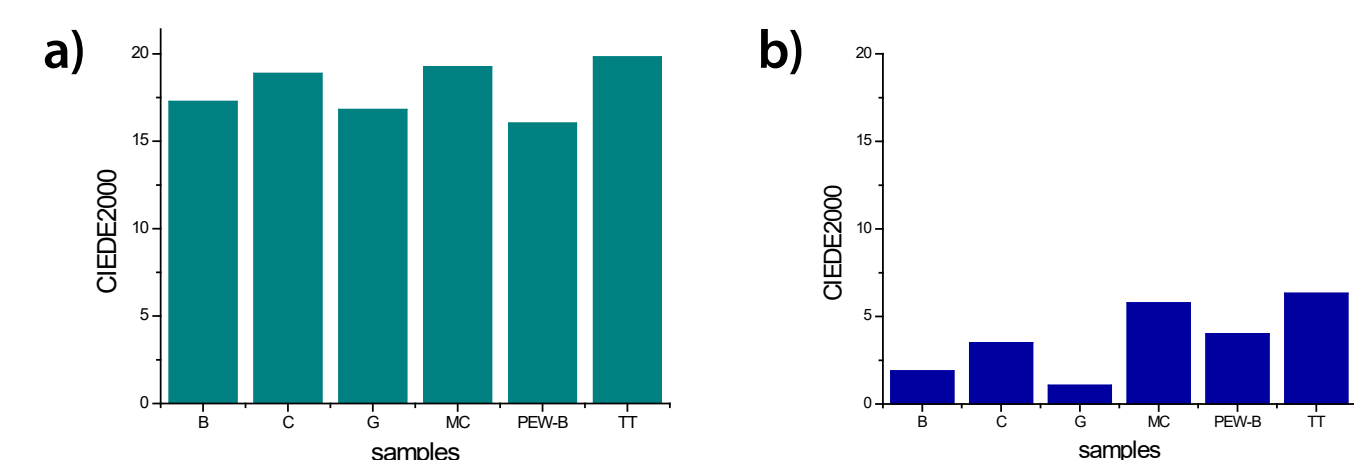 a)
20
15
10
5
0
CIEDE2000
B C G MC PEW-B TT
samples
b)
20
15
10
5
0
CIEDE2000
B C G MC PEW-B TT
samples